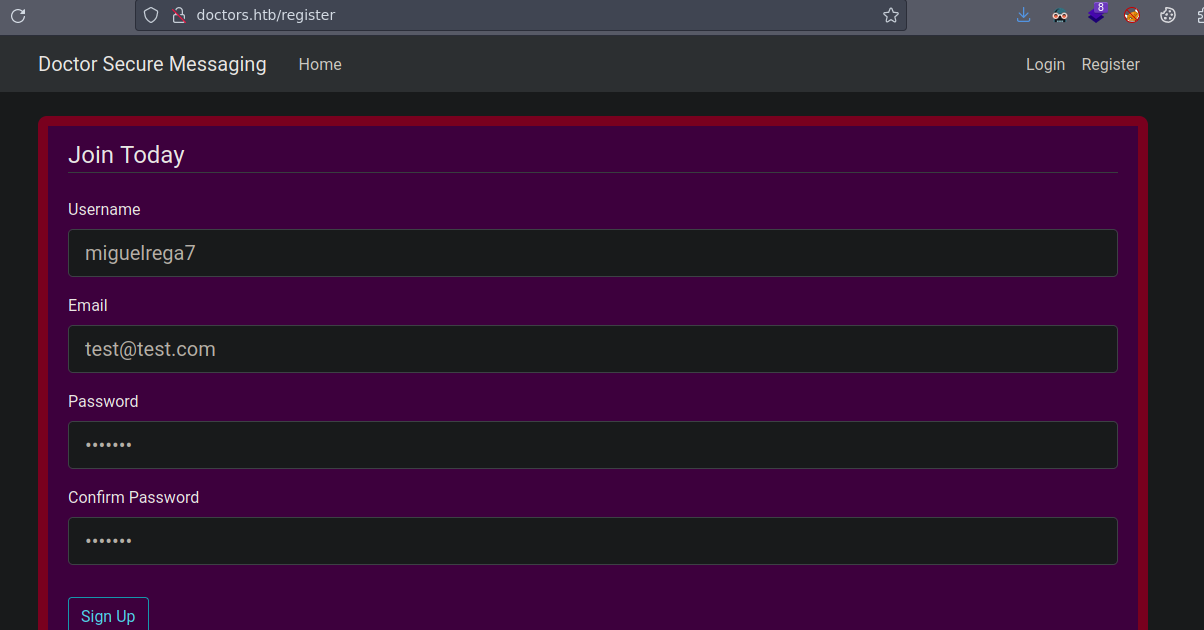 doctors.htb/register
8
Doctor Secure Messaging Home Login Register
Join Today
Username
miguelrega7
Email
test@test.com
Password
•••••••
Confirm Password
•••••••
Sign Up